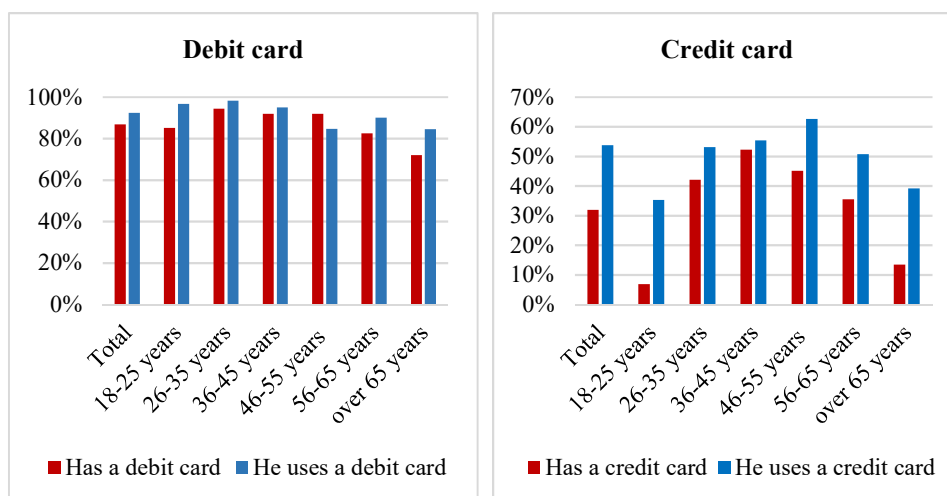 Debit card
100%
80%
60%
40%
20%
0%
Total
18-25 years
26-35 years
36-45 years
46-55 years
56-65 years
over 65 years
Has a debit card
He uses a debit card
Credit card
70%
60%
50%
40%
30%
20%
10%
0%
Total
18-25 years
26-35 years
36-45 years
46-55 years
56-65 years
over 65 years
Has a credit card
He uses a credit card